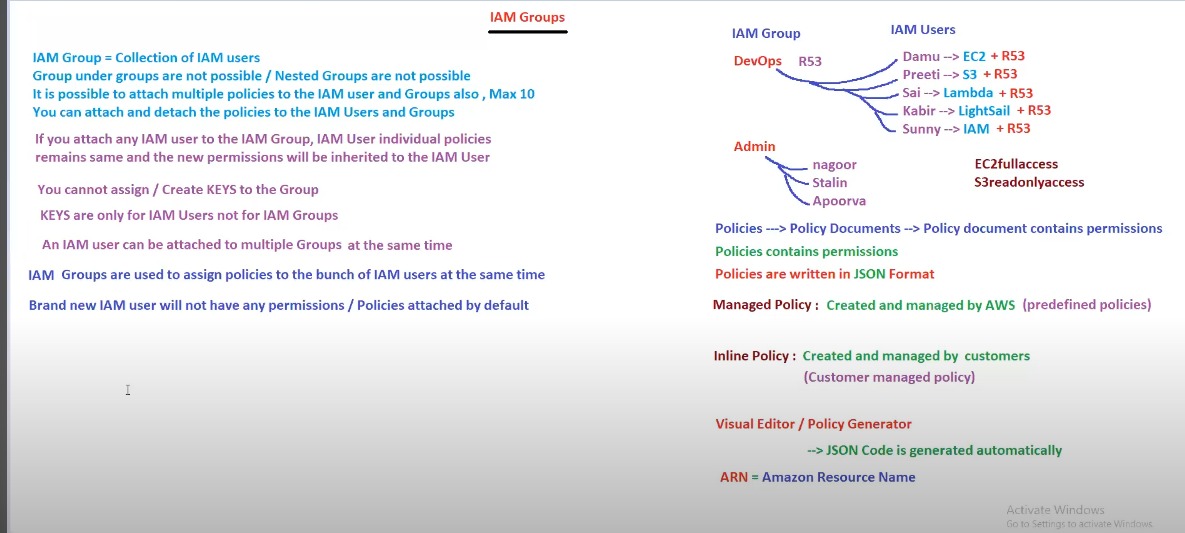 IAM Groups
IAM Group = Collection of IAM users
Group under groups are not possible / Nested Groups are not possible
It is possible to attach multiple policies to the IAM user and Groups also , Max 10
You can attach and detach the policies to the IAM Users and Groups
If you attach any IAM user to the IAM Group, IAM User individual policies
remains same and the new permissions will be inherited to the IAM User
You cannot assign / Create KEYS to the Group
KEYS are only for IAM Users not for IAM Groups
An IAM user can be attached to multiple Groups at the same time
IAM Groups are used to assign policies to the bunch of IAM users at the same time
Brand new IAM user will not have any permissions / Policies attached by default
IAM Group
IAM Users
DevOps R53
Damu --> EC2 + R53
Preeti --> S3 + R53
Sai --> Lambda + R53
Kabir --> LightSail + R53
Sunny --> IAM + R53
Admin
nagoor
Stalin
Apoorva
EC2fullaccess
S3readonlyaccess
Policies ---> Policy Documents --> Policy document contains permissions
Policies contains permissions
Policies are written in JSON Format
Managed Policy : Created and managed by AWS (predefined policies)
Inline Policy : Created and managed by customers
(Customer managed policy)
Visual Editor / Policy Generator
--> JSON Code is generated automatically
ARN = Amazon Resource Name
Activate Windows
Go to Settings to activate Windows.